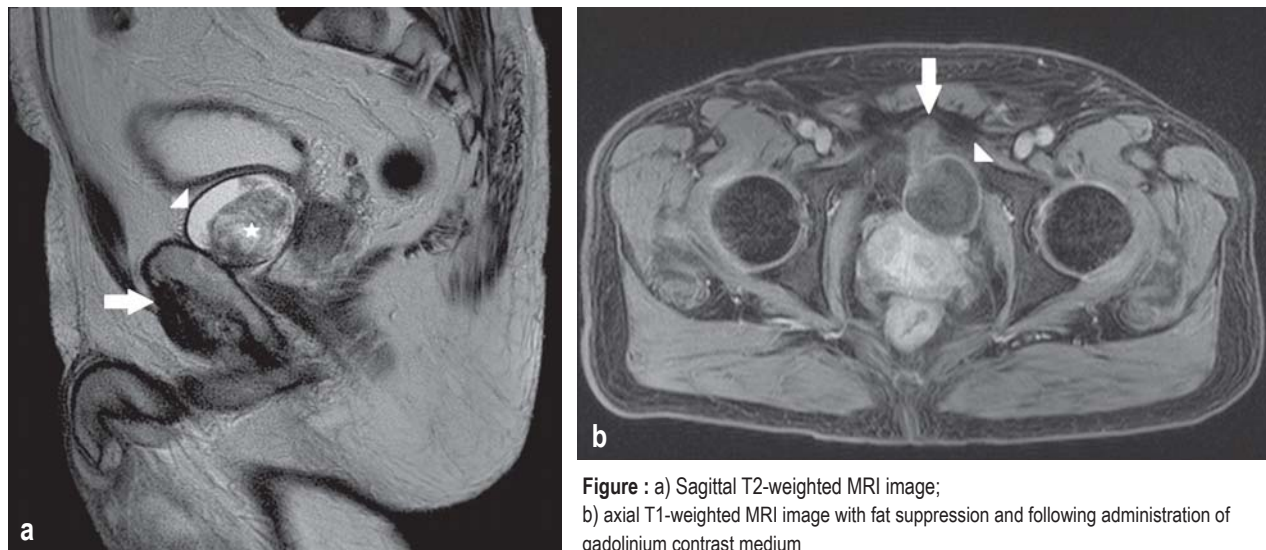 a
b
Figure : a) Sagittal T2-weighted MRI image;
b) axial T1-weighted MRI image with fat suppression and following administration of
gadolinium contrast medium